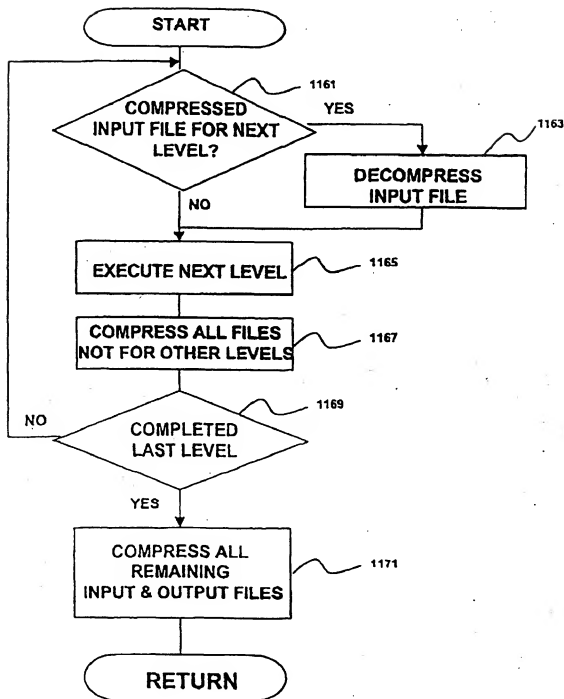 START
1161
COMPRESSED
INPUT FILE FOR NEXT
LEVEL?
YES
1163
DECOMPRESS
INPUT FILE
NO
EXECUTE NEXT LEVEL
1165
COMPRESS ALL FILES
NOT FOR OTHER LEVELS
1167
1169
NO
COMPLETED
LAST LEVEL
YES
COMPRESS ALL
REMAINING
INPUT & OUTPUT FILES
1171
RETURN